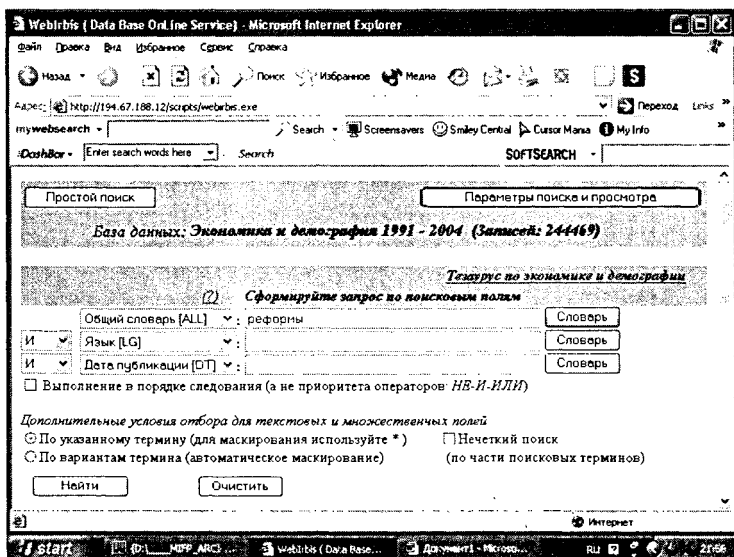 WebIrbis ( Data Base OnLine Service) - Microsoft Internet Explorer
Файл Правка Вид Избранное Сервис Справка
Назад Поиск Избранное Медиа S
Адрес: http://194.67.188.12/scripts/webirbis.exe Переход Links »
mywebsearch Search Screensavers Smiley Central Cursor Mania My Info »
DashBar Enter search words here Search SOFTSEARCH
Простой поиск Параметры поиска и просмотра
База данных: Экономика и демография 1991 - 2004 (Записей: 244469)
Тезаурус по экономике и демографии
(?) Сформируйте запрос по поисковым полям
Общий словарь [ALL] : реформы Словарь
И Язык [LG] : Словарь
И Дата публикации [DT] : Словарь
Выполнение в порядке следования (а не приоритета операторов НЕ-И-ИЛИ)
Дополнительные условия отбора для текстовых и множественных полей
По указанному термину (для маскирования используйте * ) Нечеткий поиск
По вариантам термина (автоматическое маскирование) (по части поисковых терминов)
Найти Очистить
Интернет
start WebIrbis ( Data Base... Документ1 - Microso... RU